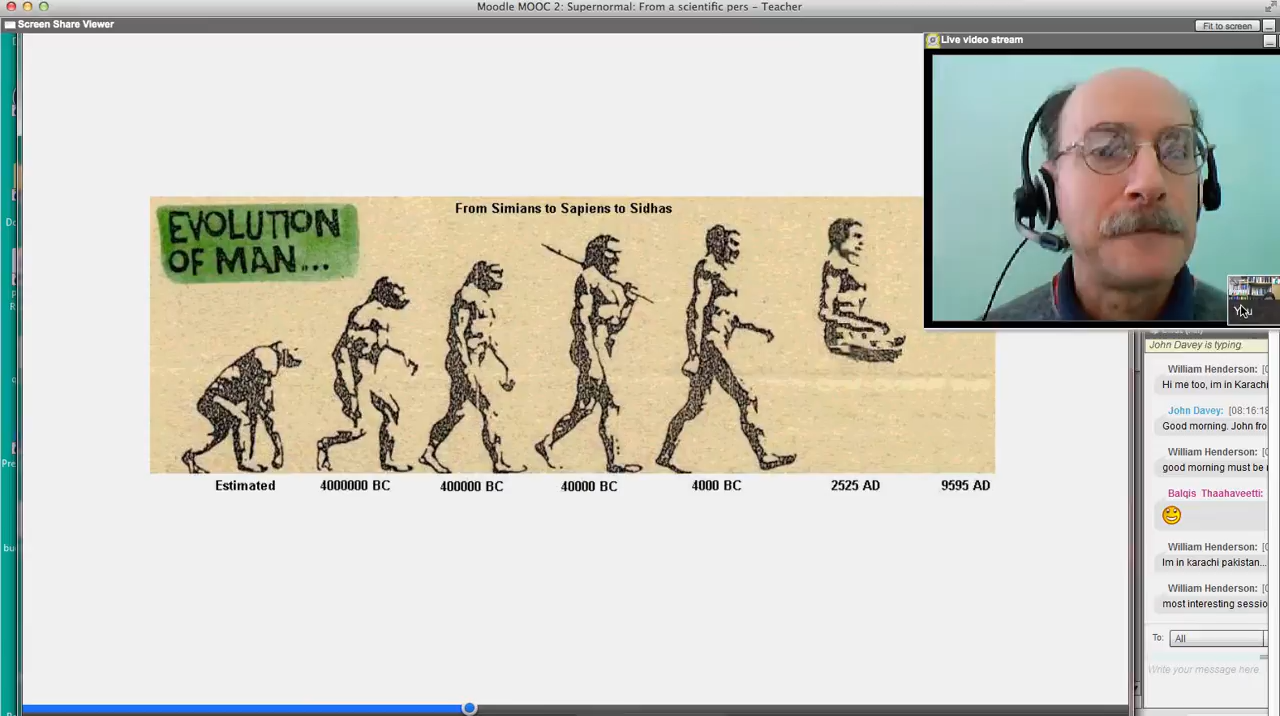 Moodle MOOC 2: Supernormal: From a scientific pers – Teacher
Screen Share Viewer
Fit to screen
Live video stream
EVOLUTION
OF MAN...
From Simians to Sapiens to Sidhas
Estimated 4000000 BC 400000 BC 40000 BC 4000 BC 2525 AD 9595 AD
You
John Davey is typing.
William Henderson:
Hi me too, im in Karachi
John Davey: [08:16:18
Good morning. John fro
William Henderson:
good morning must be
Balqis Thaahaveetti:
William Henderson:
Im in karachi pakistan...
William Henderson:
most interesting sessio
To: All
Write your message here.